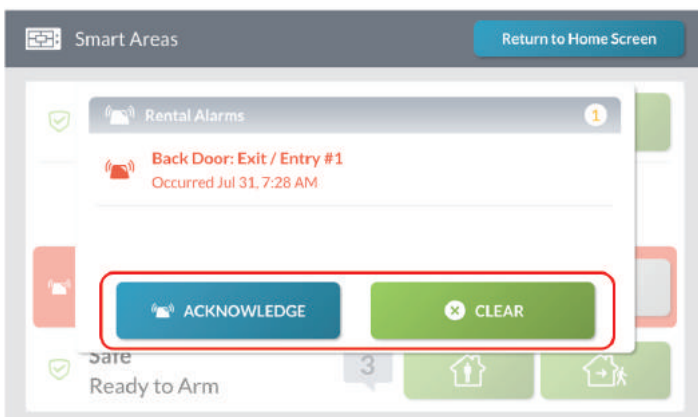 Smart Areas
Return to Home Screen
Rental Alarms
1
Back Door: Exit / Entry #1
Occurred Jul 31, 7:28 AM
ACKNOWLEDGE
CLEAR
Safe
3
Ready to Arm